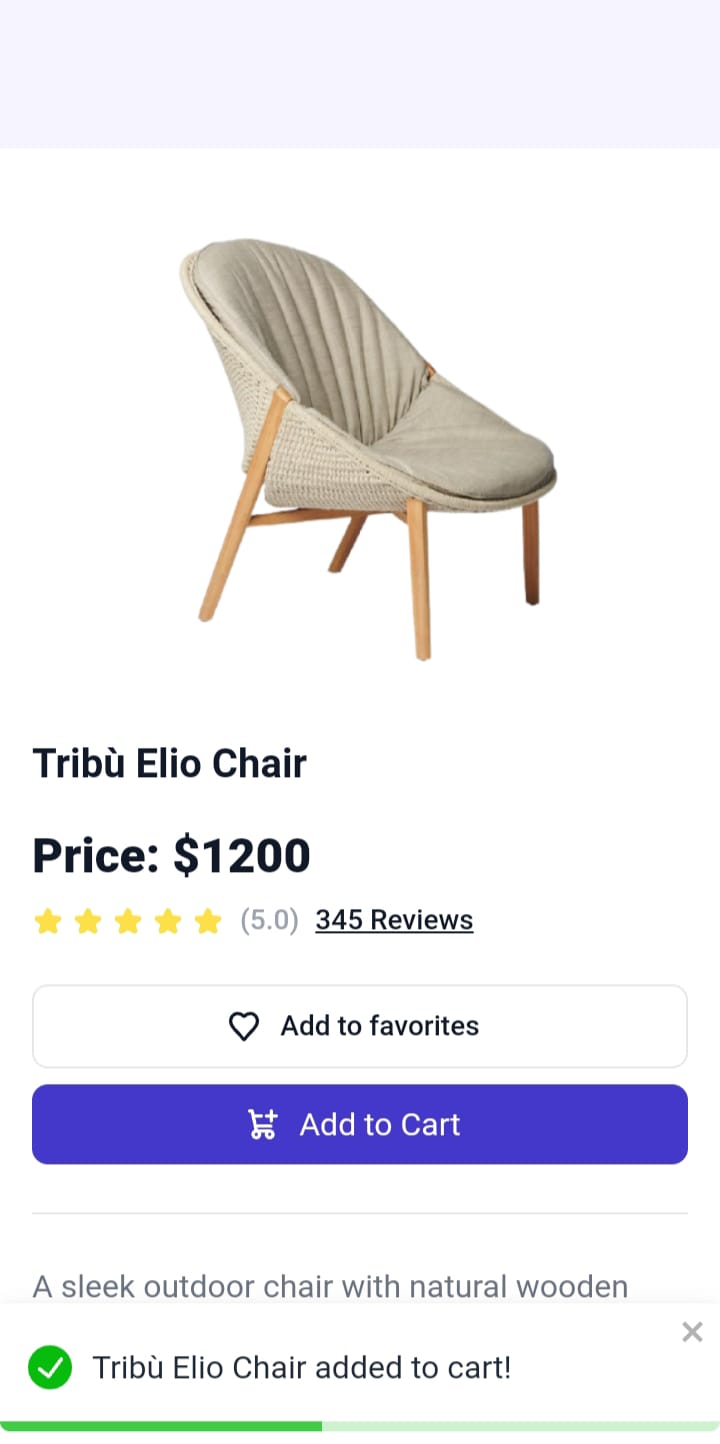 Tribù Elio Chair
Price: $1200
(5.0) 345 Reviews
Add to favorites
Add to Cart
A sleek outdoor chair with natural wooden
Tribù Elio Chair added to cart!